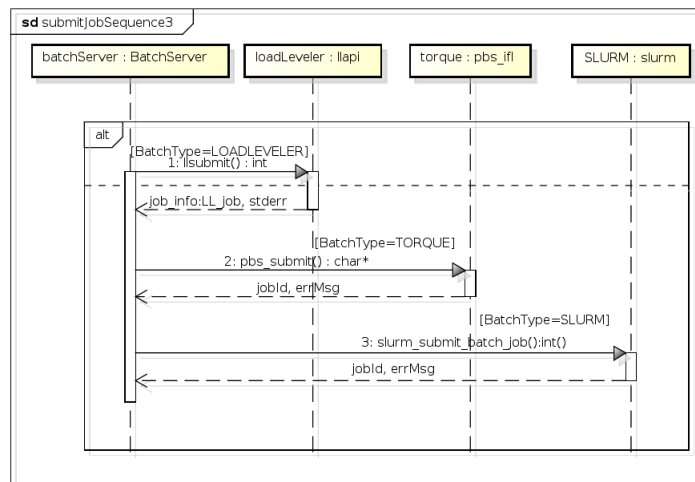 sd submitJobSequence3
batchServer : BatchServer
loadLeveler : llapi
torque : pbs_ifl
SLURM : slurm
alt
[BatchType=LOADLEVELER]
1: llsubmit() : int
job_info:LL_job, stderr
[BatchType=TORQUE]
2: pbs_submit() : char*
jobId, errMsg
[BatchType=SLURM]
3: slurm_submit_batch_job():int()
jobId, errMsg